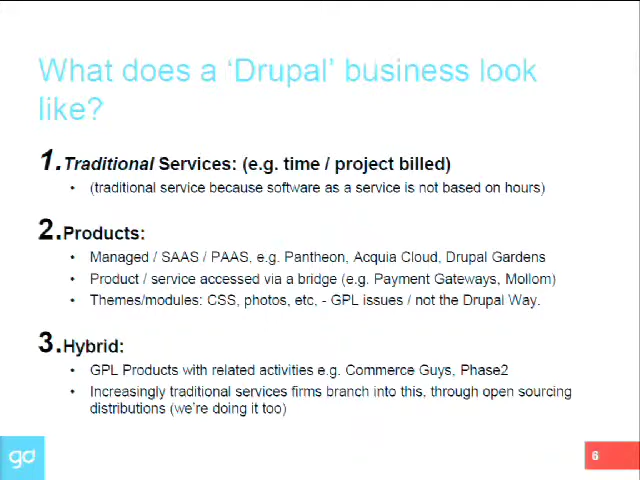 What does a ‘Drupal’ business look
like?
1.Traditional Services: (e.g. time / project billed)
• (traditional service because software as a service is not based on hours)
2.Products:
• Managed / SAAS / PAAS, e.g. Pantheon, Acquia Cloud, Drupal Gardens
• Product / service accessed via a bridge (e.g. Payment Gateways, Mollom)
• Themes/modules: CSS, photos, etc, - GPL issues / not the Drupal Way.
3.Hybrid:
• GPL Products with related activities e.g. Commerce Guys, Phase2
• Increasingly traditional services firms branch into this, through open sourcing
distributions (we're doing it too)
gd
6